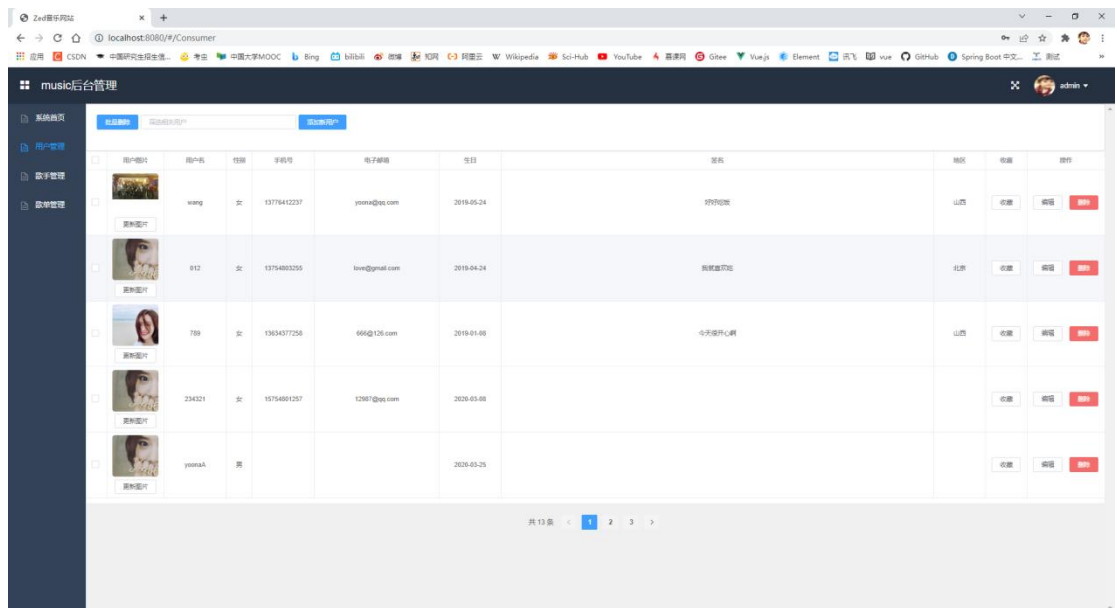 Zed音乐网站
localhost:8080/#/Consumer
应用 CSDN 中国研究生招生信... 考虫 中国大学MOOC Bing bilibili 微博 知网 阿里云 Wikipedia Sci-Hub YouTube 慕课网 Gitee Vue.js Element 讯飞 vue GitHub Spring Boot 中文... 测试 »
music后台管理 admin
系统首页
用户管理
歌手管理
歌单管理
批量删除 筛选相关用户 添加新用户
用户图片 用户名 性别 手机号 电子邮箱 生日 签名 地区 收藏 操作
wang 女 13776412237 yoona@qq.com 2019-05-24 好好吃饭 山西 收藏 编辑 删除
更新图片
012 女 13754803255 love@gmail.com 2019-04-24 我就喜欢吃 北京 收藏 编辑 删除
更新图片
789 女 13634377258 666@126.com 2019-01-08 今天很开心啊 山西 收藏 编辑 删除
更新图片
234321 女 15754801257 12987@qq.com 2020-03-08 收藏 编辑 删除
更新图片
yoonaA 男 2020-03-25 收藏 编辑 删除
更新图片
共 13 条 1 2 3